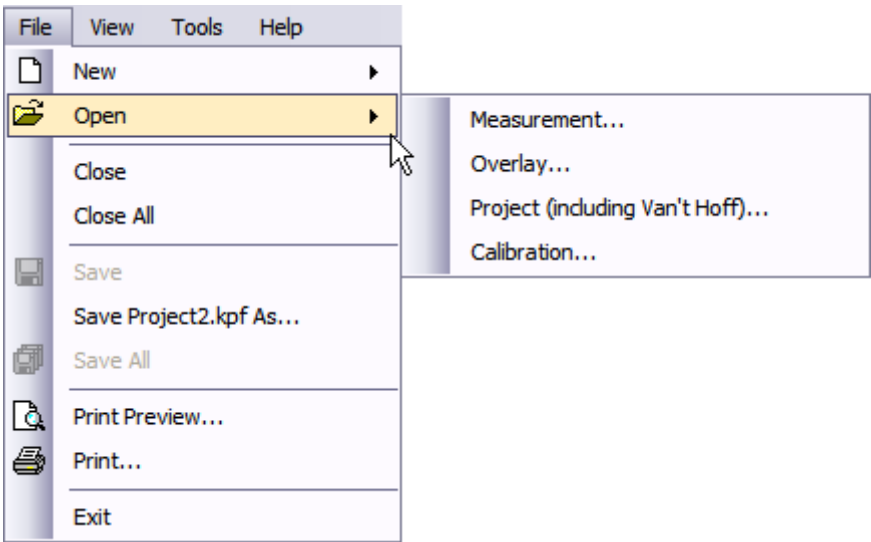 File View Tools Help
New
Open
Measurement...
Overlay...
Project (including Van't Hoff)...
Calibration...
Close
Close All
Save
Save Project2.kpf As...
Save All
Print Preview...
Print...
Exit